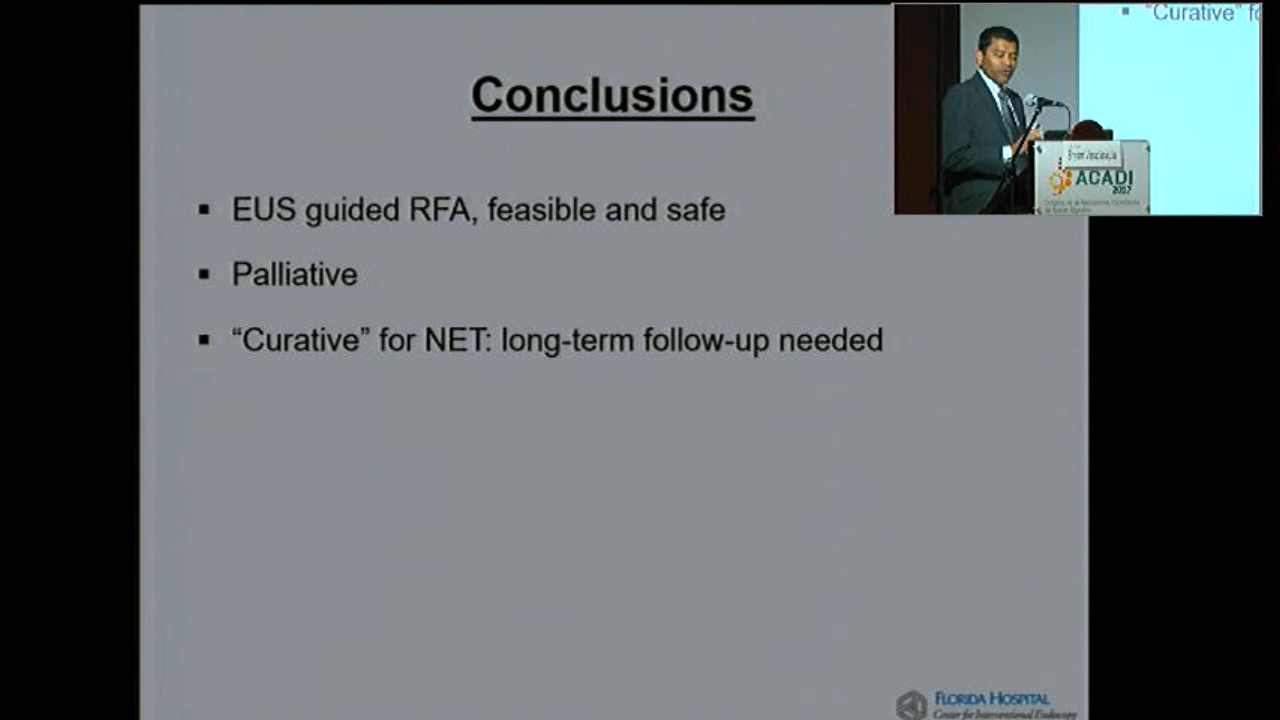 Conclusions
▪ EUS guided RFA, feasible and safe
▪ Palliative
▪ “Curative” for NET: long-term follow-up needed
▪ “Curative” fo
ACADI
2017
FLORIDA HOSPITAL
Center for Interventional Endoscopy